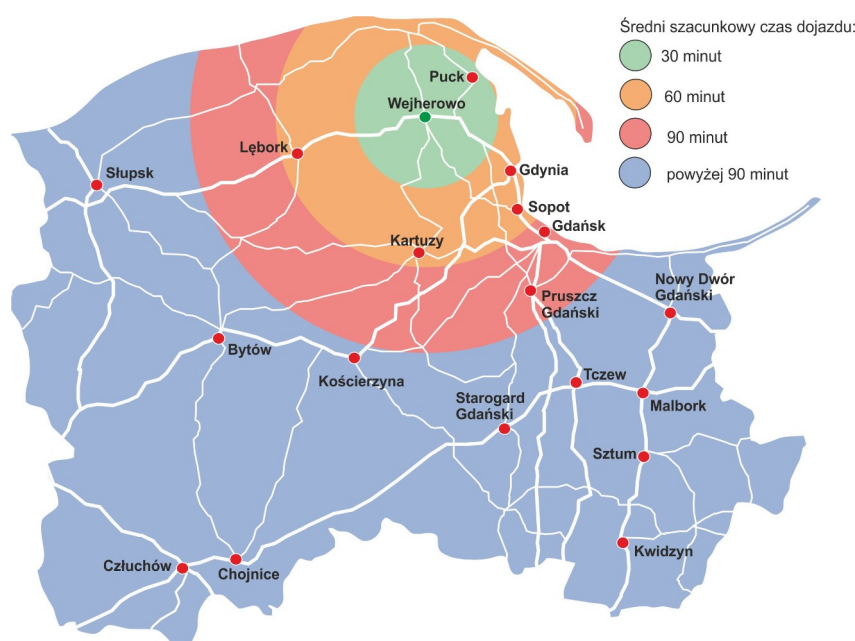 Średni szacunkowy czas dojazdu:
30 minut
60 minut
90 minut
powyżej 90 minut
Puck
Wejherowo
Lębork
Słupsk
Gdynia
Sopot
Gdańsk
Kartuzy
Nowy Dwór
Gdański
Pruszcz
Gdański
Bytów
Kościerzyna
Tczew
Starogard
Gdański
Malbork
Sztum
Kwidzyn
Człuchów
Chojnice